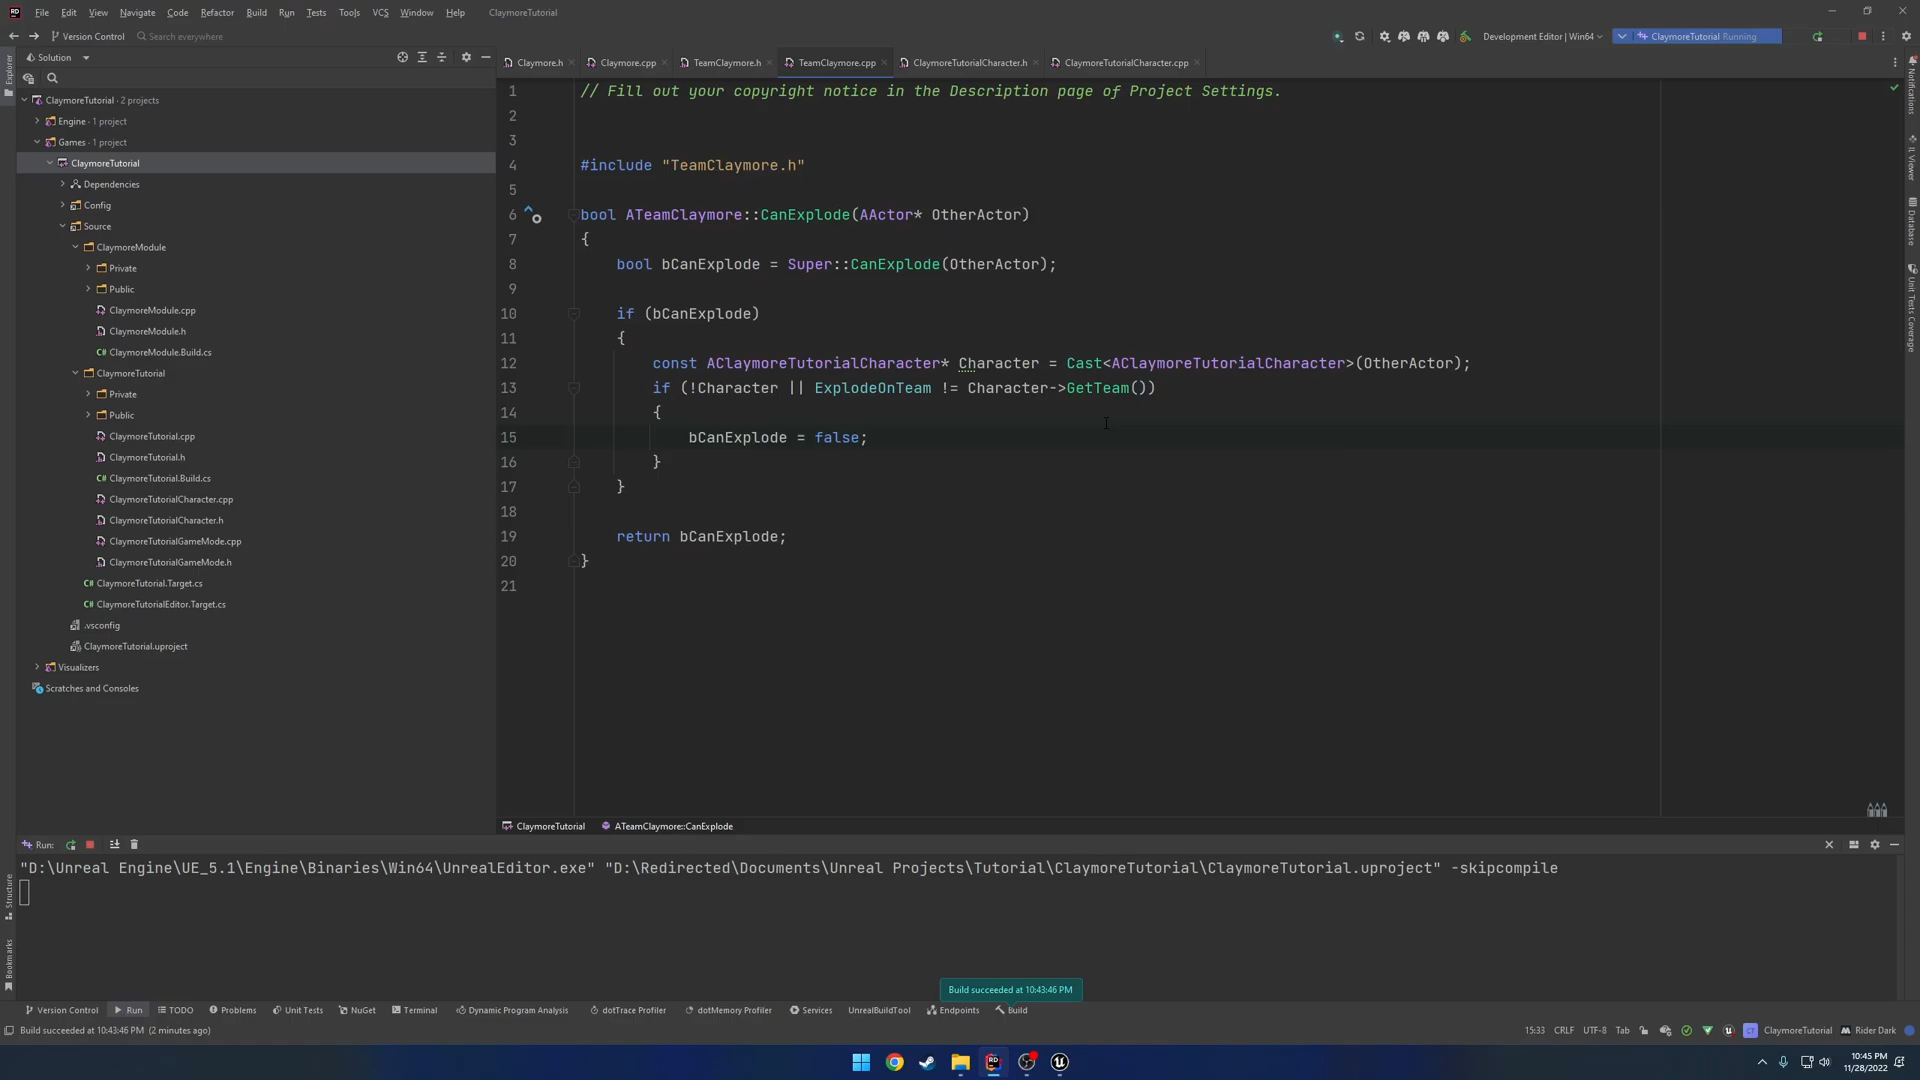 File Edit View Navigate Code Refactor Build Run Tests Tools VCS Window Help ClaymoreTutorial
Version Control Search everywhere Development Editor | Win64 ClaymoreTutorial Running
Solution
Claymore.h Claymore.cpp TeamClaymore.h TeamClaymore.cpp ClaymoreTutorialCharacter.h ClaymoreTutorialCharacter.cpp
ClaymoreTutorial · 2 projects
Engine · 1 project
Games · 1 project
ClaymoreTutorial
Dependencies
Config
Source
ClaymoreModule
Private
Public
ClaymoreModule.cpp
ClaymoreModule.h
ClaymoreModule.Build.cs
ClaymoreTutorial
Private
Public
ClaymoreTutorial.cpp
ClaymoreTutorial.h
ClaymoreTutorial.Build.cs
ClaymoreTutorialCharacter.cpp
ClaymoreTutorialCharacter.h
ClaymoreTutorialGameMode.cpp
ClaymoreTutorialGameMode.h
ClaymoreTutorial.Target.cs
ClaymoreTutorialEditor.Target.cs
.vsconfig
ClaymoreTutorial.uproject
Visualizers
Scratches and Consoles
1 // Fill out your copyright notice in the Description page of Project Settings.
2
3
4 #include "TeamClaymore.h"
5
6 bool ATeamClaymore::CanExplode(AActor* OtherActor)
7 {
8 bool bCanExplode = Super::CanExplode(OtherActor);
9
10 if (bCanExplode)
11 {
12 const AClaymoreTutorialCharacter* Character = Cast<AClaymoreTutorialCharacter>(OtherActor);
13 if (!Character || ExplodeOnTeam != Character->GetTeam())
14 {
15 bCanExplode = false;
16 }
17 }
18
19 return bCanExplode;
20 }
21
ClaymoreTutorial ATeamClaymore::CanExplode
Explorer
Structure
Bookmarks
Notifications
IL Viewer
Database
Unit Tests Coverage
Run:
"D:\Unreal Engine\UE_5.1\Engine\Binaries\Win64\UnrealEditor.exe" "D:\Redirected\Documents\Unreal Projects\Tutorial\ClaymoreTutorial\ClaymoreTutorial.uproject" -skipcompile
Build succeeded at 10:43:46 PM
Version Control Run TODO Problems Unit Tests NuGet Terminal Dynamic Program Analysis dotTrace Profiler dotMemory Profiler Services UnrealBuildTool Endpoints Build
Build succeeded at 10:43:46 PM (2 minutes ago) 15:33 CRLF UTF-8 Tab CT ClaymoreTutorial Rider Dark
10:45 PM
11/28/2022